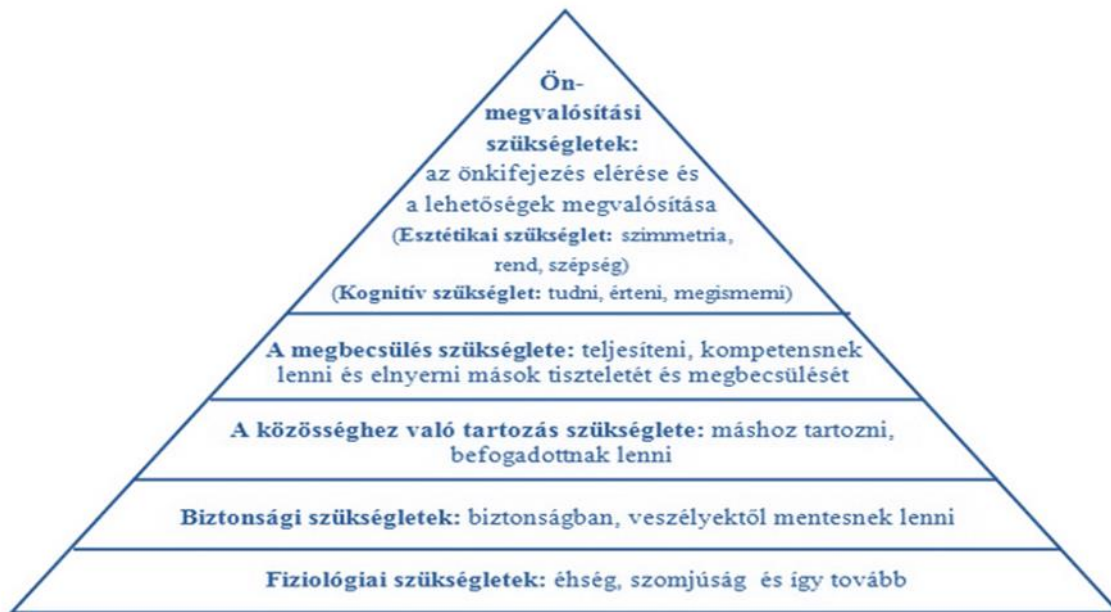 Ön-
megvalósítási
szükségletek:
az önkifejezés elérése és
a lehetőségek megvalósítása
(Esztétikai szükséglet: szimmetria,
rend, szépség)
(Kognitív szükséglet: tudni, érteni, megismerni)
A megbecsülés szükséglete: teljesíteni, kompetensnek
lenni és elnyerni mások tiszteletét és megbecsülését
A közösséghez való tartozás szükséglete: máshoz tartozni,
befogadottnak lenni
Biztonsági szükségletek: biztonságban, veszélyektől mentesnek lenni
Fiziológiai szükségletek: éhség, szomjúság és így tovább